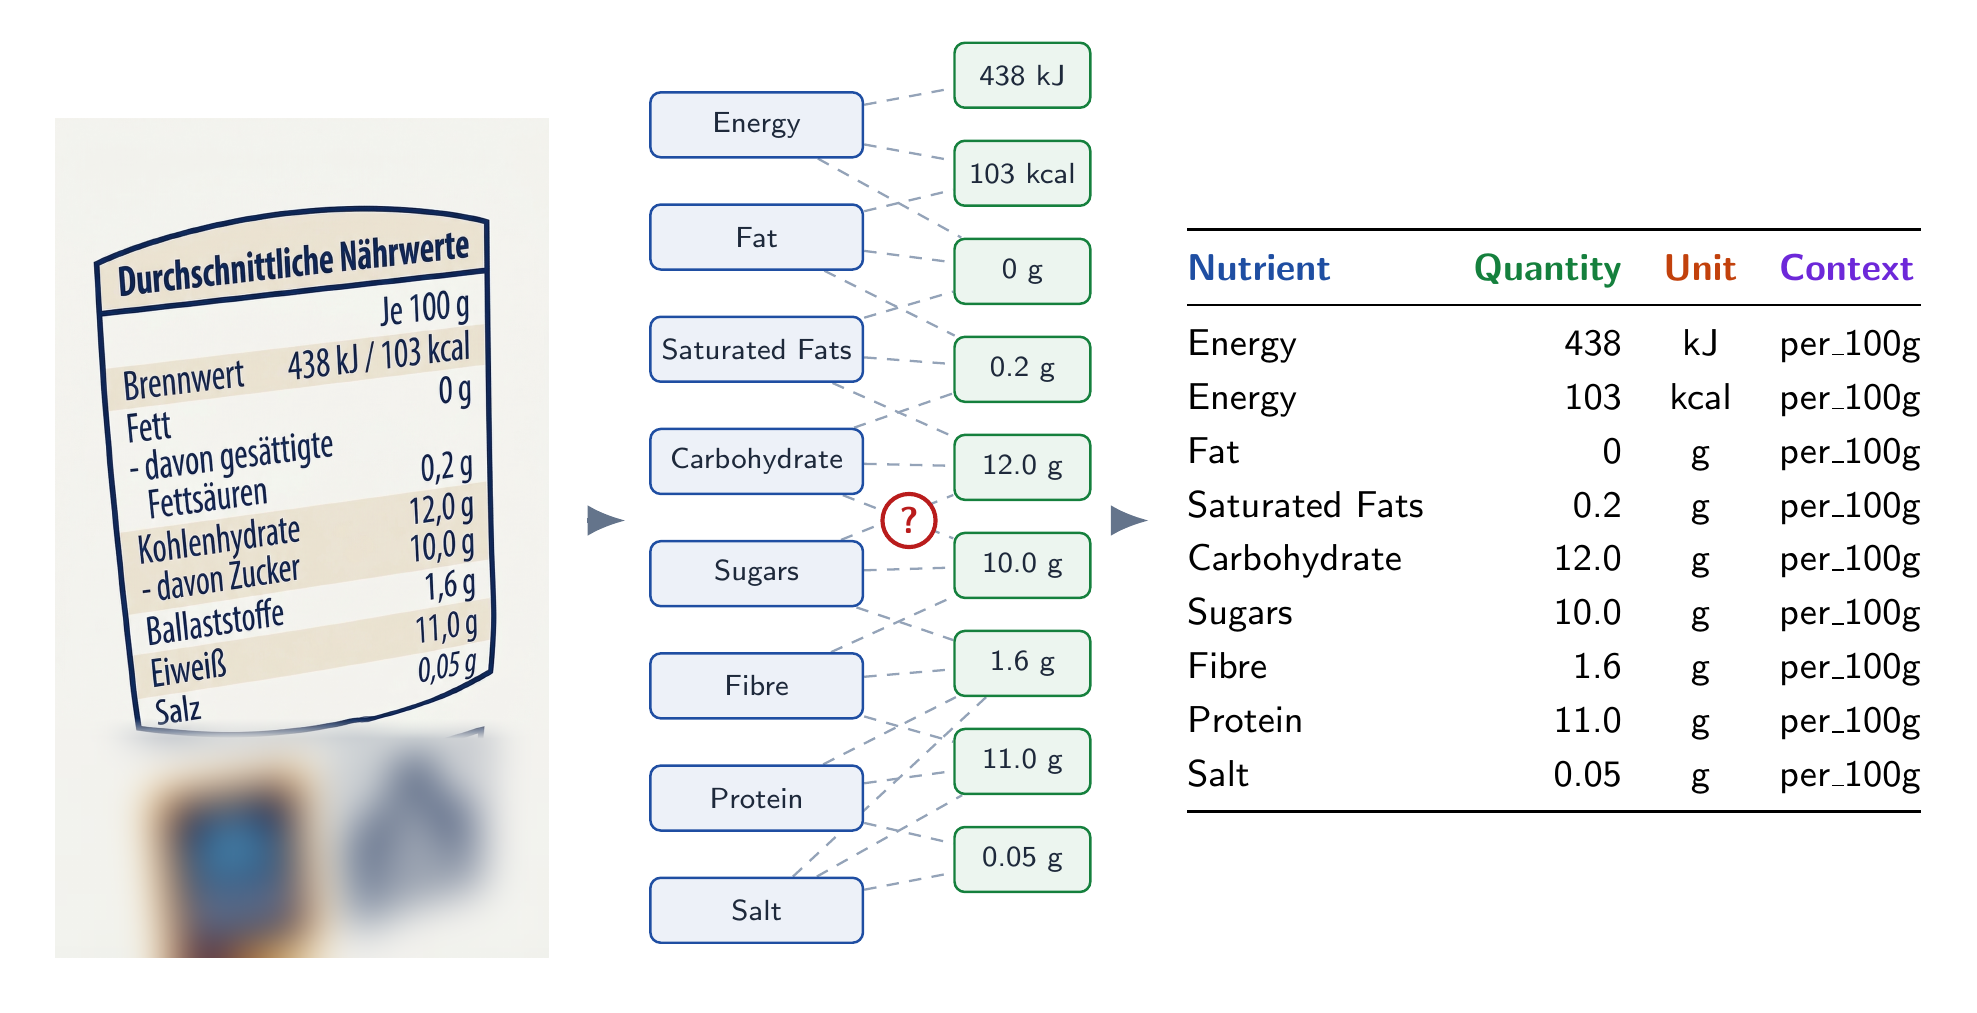 Durchschnittliche Nährwerte
Je 100 g
Brennwert 438 kJ / 103 kcal
Fett 0 g
- davon gesättigte
Fettsäuren 0,2 g
Kohlenhydrate 12,0 g
- davon Zucker 10,0 g
Ballaststoffe 1,6 g
Eiweiß 11,0 g
Salz 0,05 g
Energy
Fat
Saturated Fats
Carbohydrate
Sugars
Fibre
Protein
Salt
?
438 kJ
103 kcal
0 g
0.2 g
12.0 g
10.0 g
1.6 g
11.0 g
0.05 g
Nutrient Quantity Unit Context
Energy 438 kJ per_100g
Energy 103 kcal per_100g
Fat 0 g per_100g
Saturated Fats 0.2 g per_100g
Carbohydrate 12.0 g per_100g
Sugars 10.0 g per_100g
Fibre 1.6 g per_100g
Protein 11.0 g per_100g
Salt 0.05 g per_100g